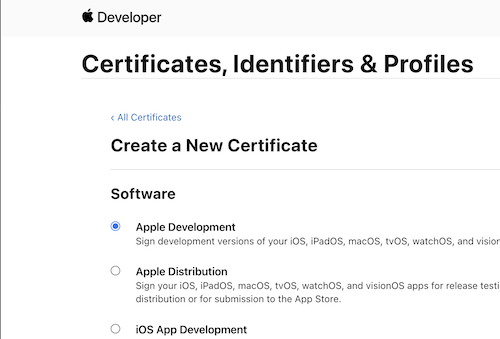 Developer
Certificates, Identifiers & Profiles
‹ All Certificates
Create a New Certificate
Software
Apple Development
Sign development versions of your iOS, iPadOS, macOS, tvOS, watchOS, and vision
Apple Distribution
Sign your iOS, iPadOS, macOS, tvOS, watchOS, and visionOS apps for release testi
distribution or for submission to the App Store.
iOS App Development